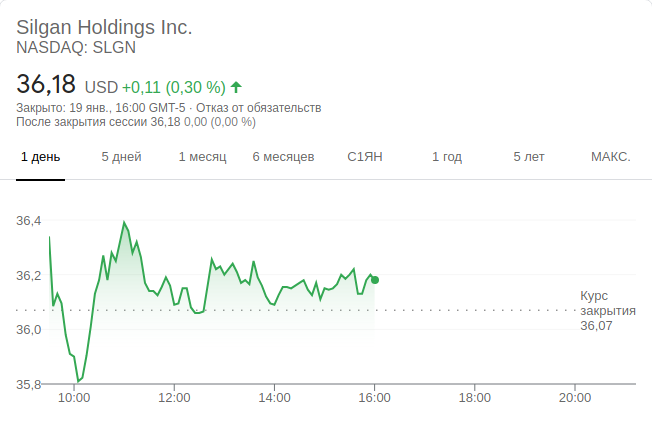 Silgan Holdings Inc.
NASDAQ: SLGN
36,18 USD +0,11 (0,30 %)
Закрыто: 19 янв., 16:00 GMT-5 · Отказ от обязательств
После закрытия сессии 36,18 0,00 (0,00 %)
1 день 5 дней 1 месяц 6 месяцев С1ЯН 1 год 5 лет МАКС.
36,4
36,2
Курс
закрытия
36,07
36,0
35,8
10:00 12:00 14:00 16:00 18:00 20:00